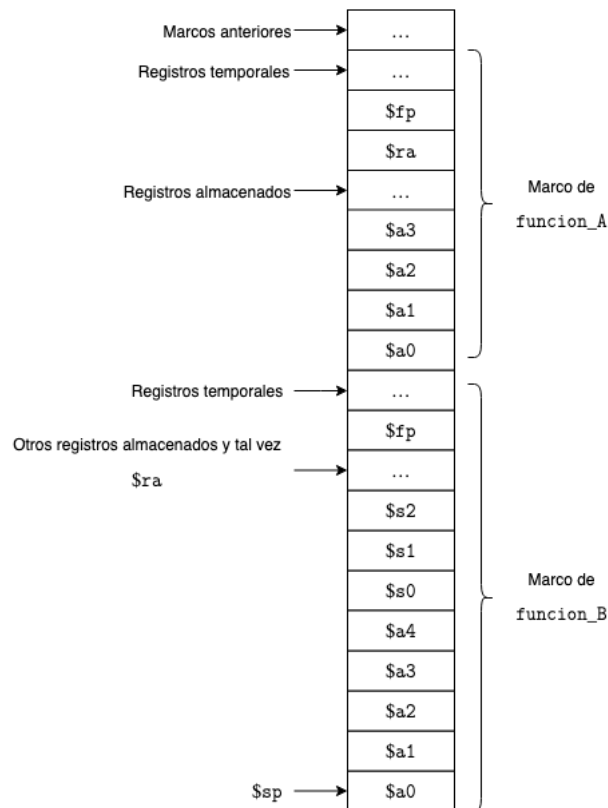 Marcos anteriores
...
Registros temporales
...
$fp
$ra
Registros almacenados
...
$a3
$a2
$a1
$a0
Marco de
funcion_A
Registros temporales
...
$fp
Otros registros almacenados y tal vez
$ra
...
$s2
$s1
$s0
$a4
$a3
$a2
$a1
$sp
$a0
Marco de
funcion_B